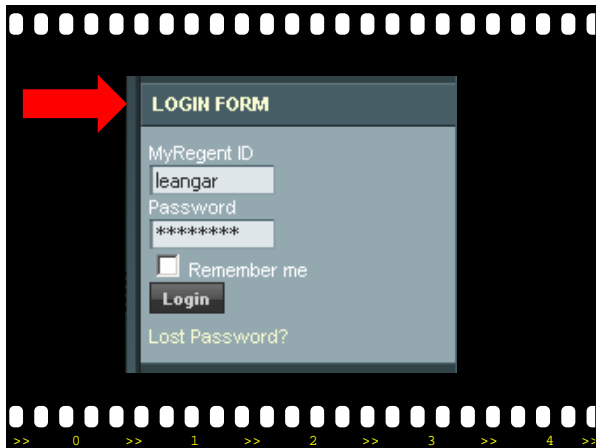 LOGIN FORM
MyRegent ID
leangar
Password
********
Remember me
Login
Lost Password?
>> 0 >> 1 >> 2 >> 3 >> 4 >>